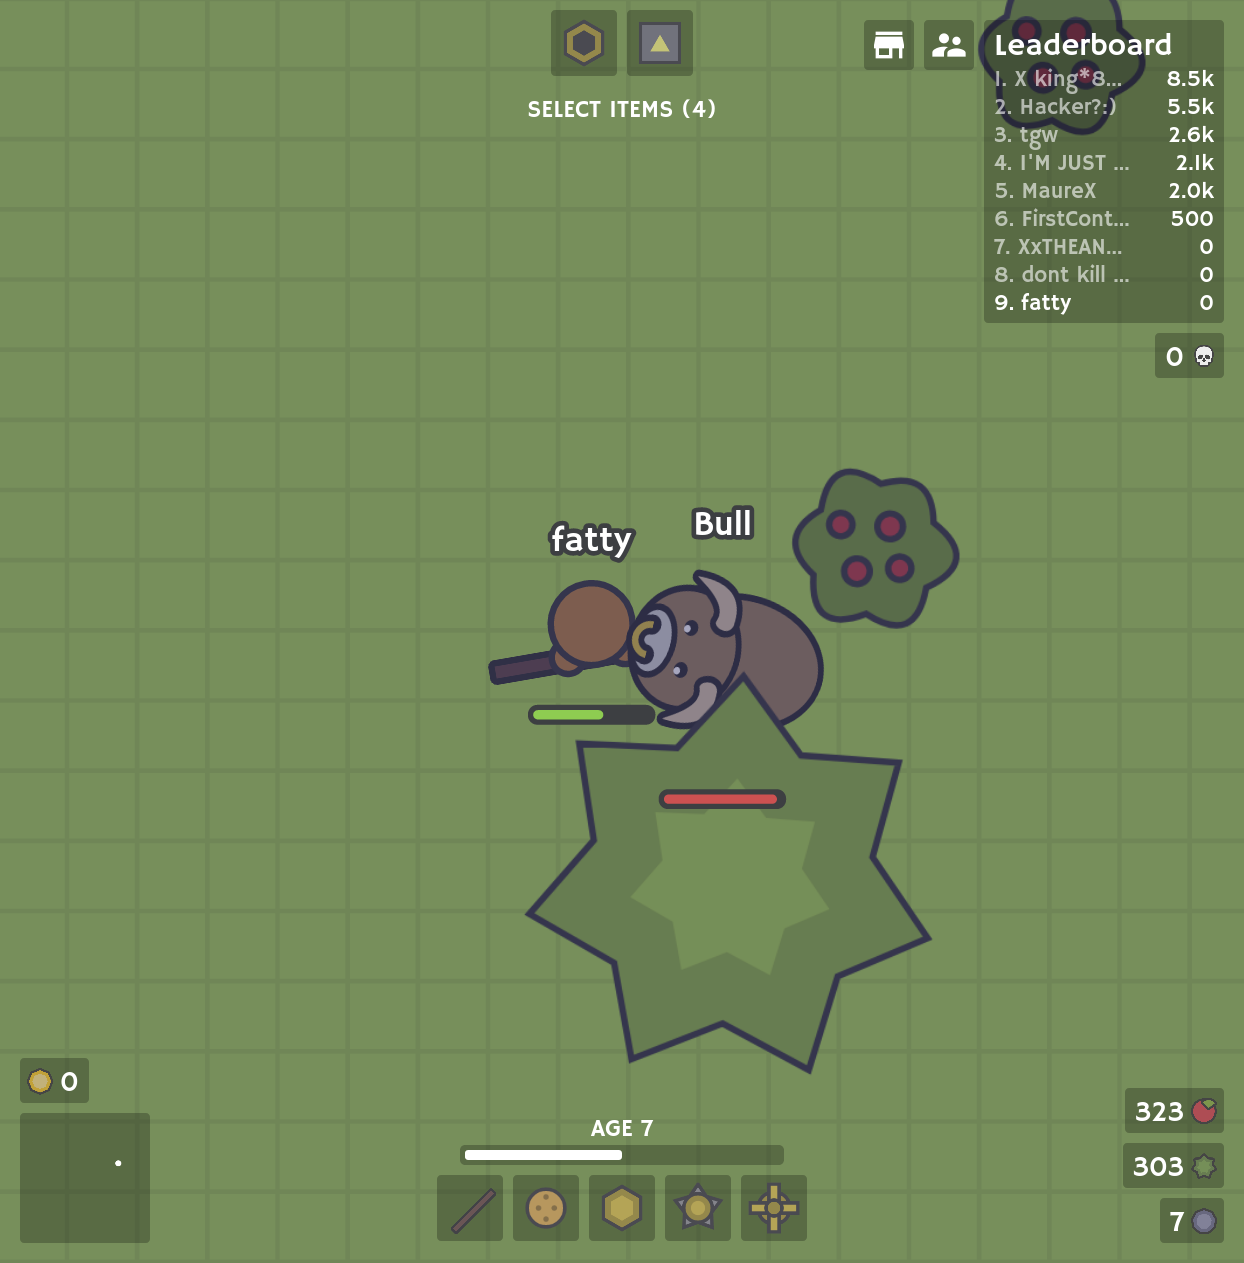 SELECT ITEMS (4)
Leaderboard
1. X king*8... 8.5k
2. Hacker?:) 5.5k
3. tgw 2.6k
4. I'M JUST ... 2.1k
5. MaureX 2.0k
6. FirstCont... 500
7. XxTHEAN... 0
8. dont kill ... 0
9. fatty 0
0
fatty
Bull
0
AGE 7
323
303
7